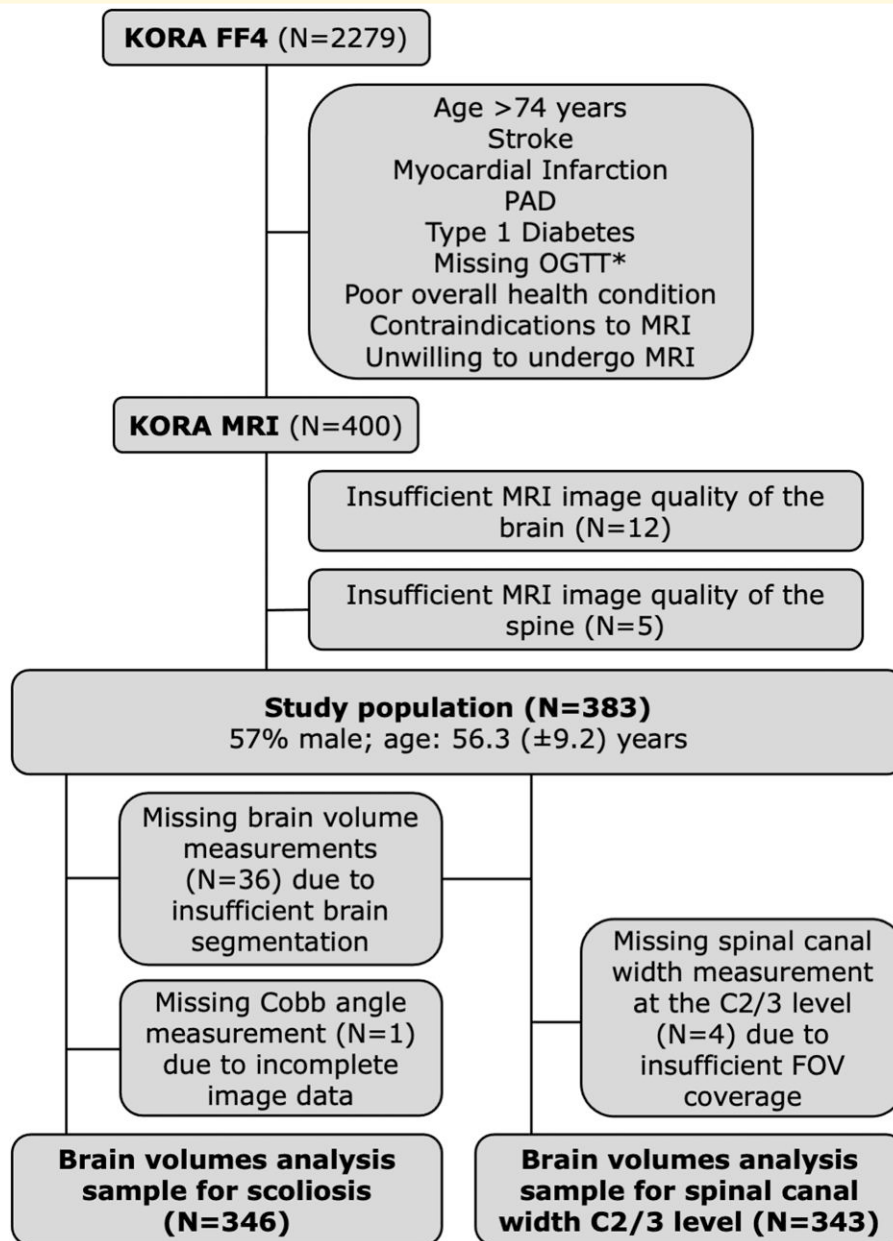 KORA FF4 (N=2279)
Age >74 years
Stroke
Myocardial Infarction
PAD
Type 1 Diabetes
Missing OGTT*
Poor overall health condition
Contraindications to MRI
Unwilling to undergo MRI
KORA MRI (N=400)
Insufficient MRI image quality of the
brain (N=12)
Insufficient MRI image quality of the
spine (N=5)
Study population (N=383)
57% male; age: 56.3 (±9.2) years
Missing brain volume
measurements
(N=36) due to
insufficient brain
segmentation
Missing spinal canal
width measurement
at the C2/3 level
(N=4) due to
insufficient FOV
coverage
Missing Cobb angle
measurement (N=1)
due to incomplete
image data
Brain volumes analysis
sample for scoliosis
(N=346)
Brain volumes analysis
sample for spinal canal
width C2/3 level (N=343)